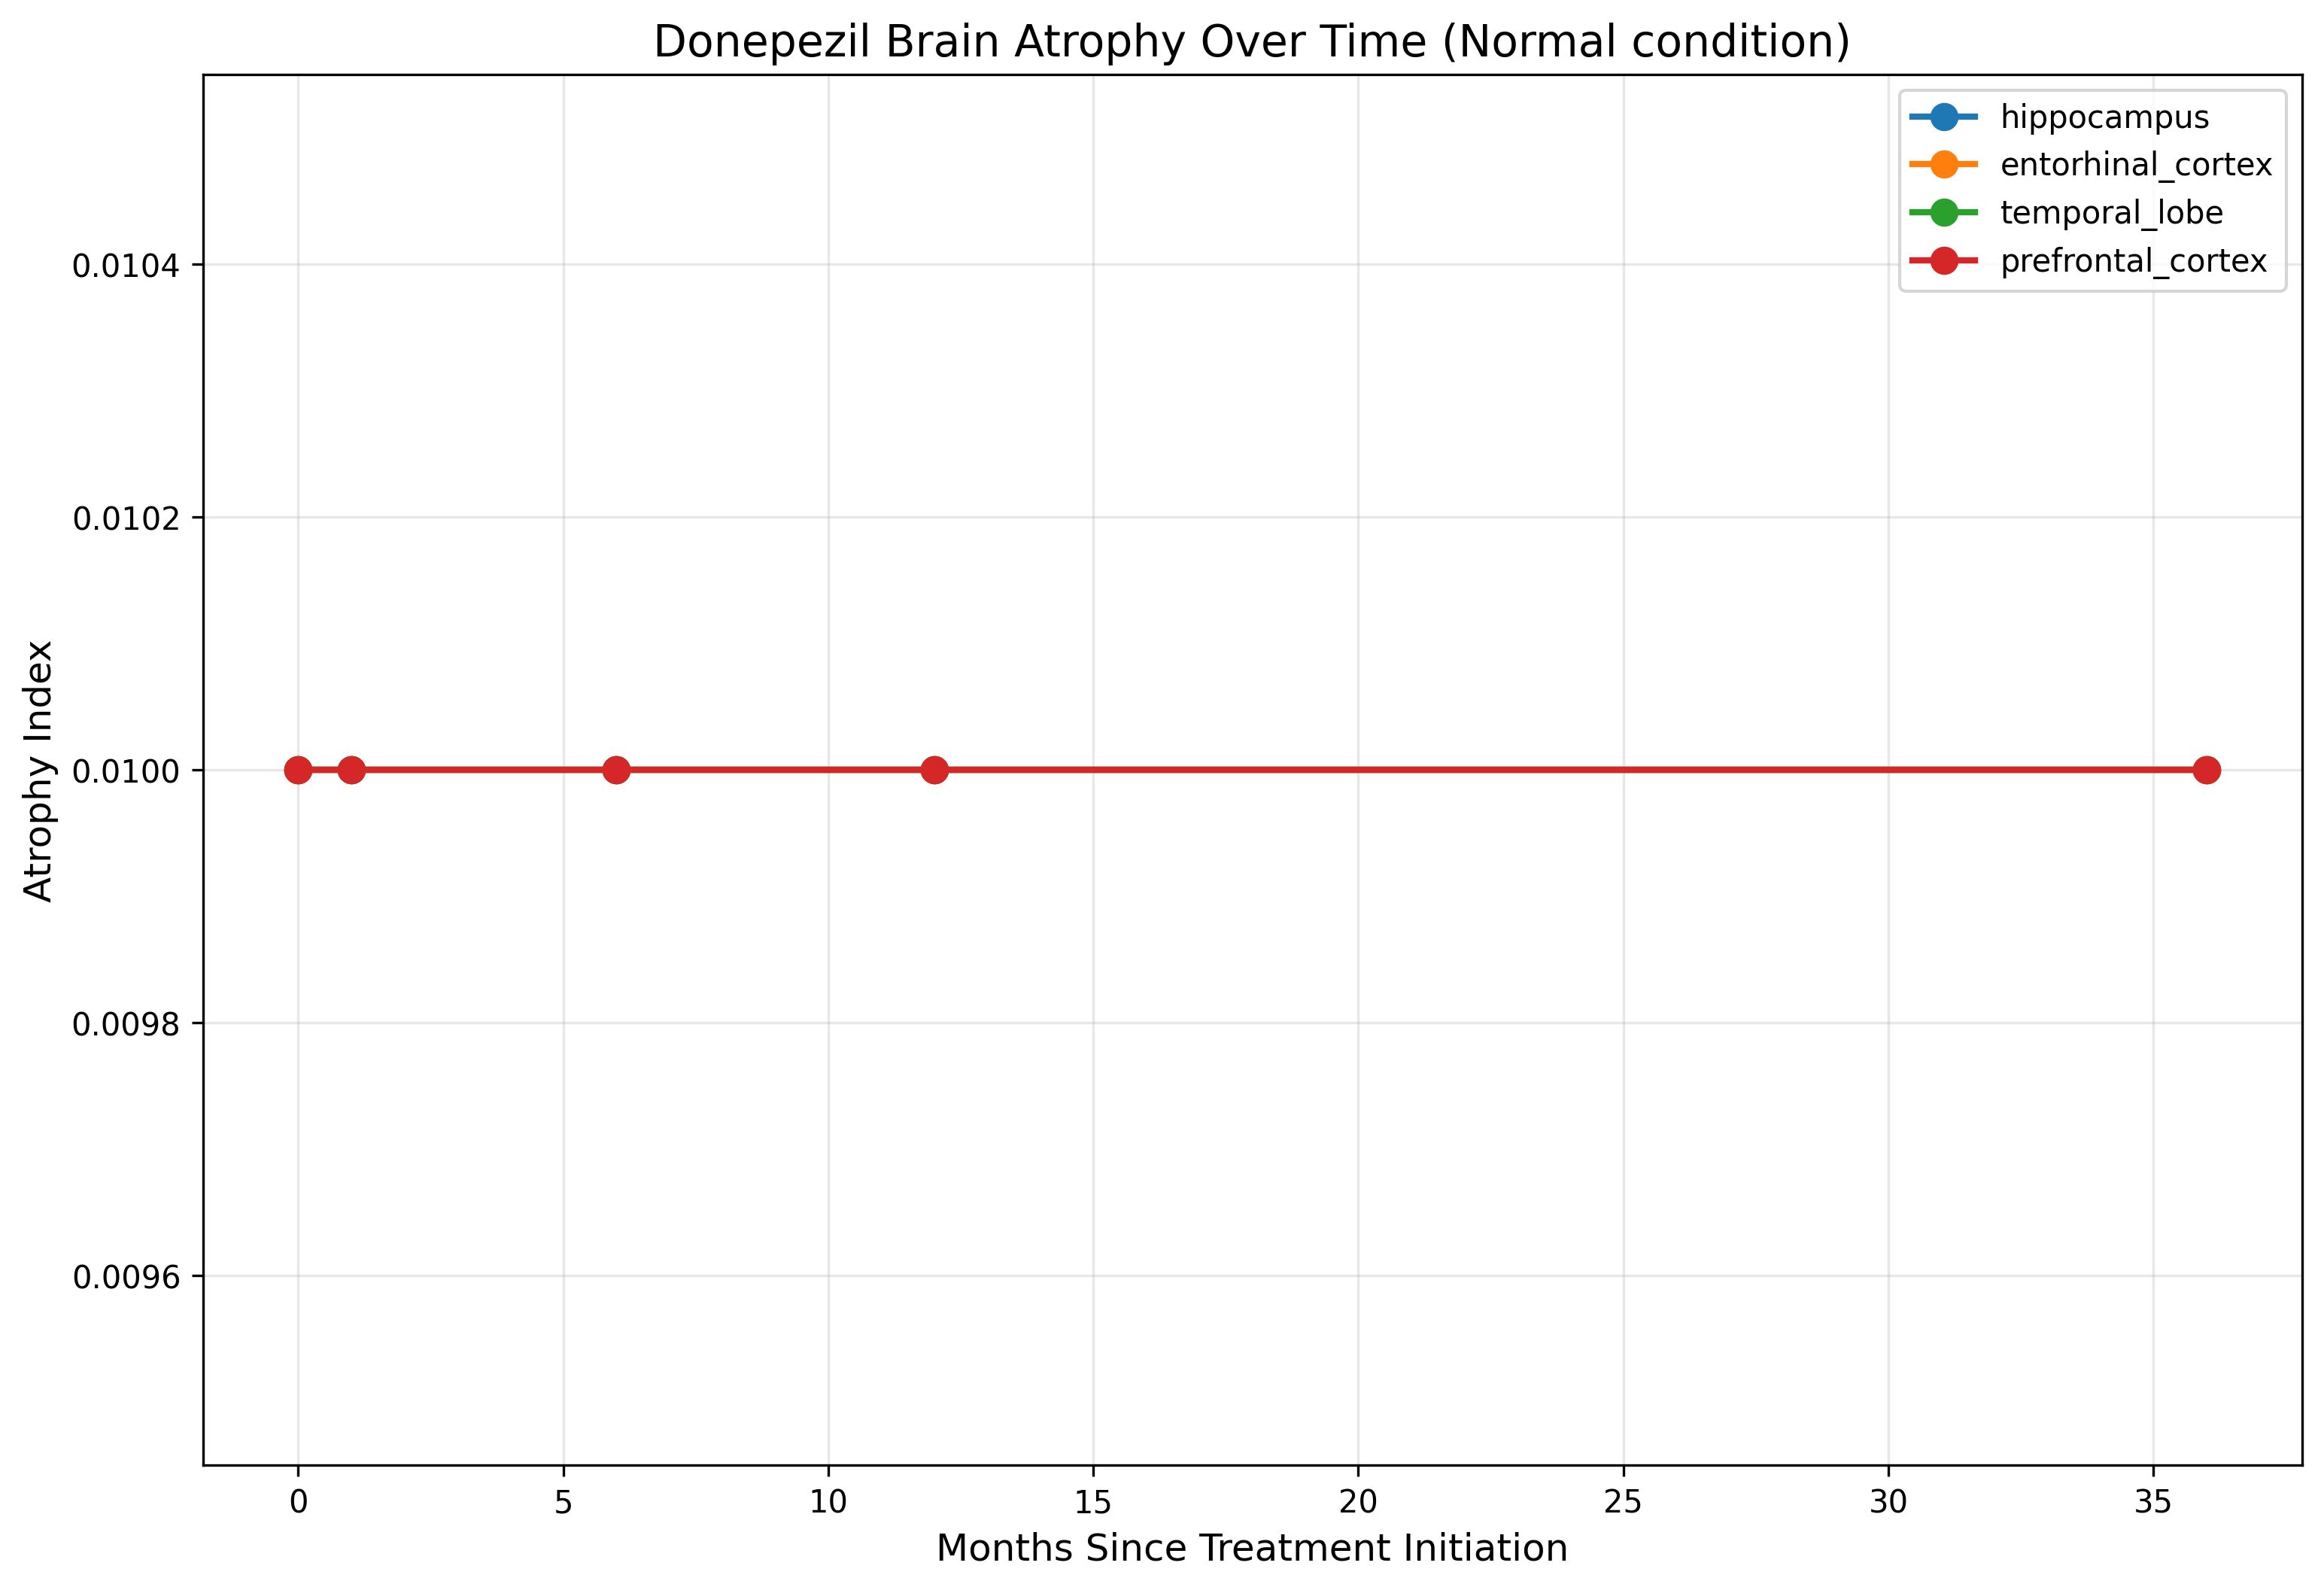 Donepezil Brain Atrophy Over Time (Normal condition)
hippocampus
entorhinal_cortex
temporal_lobe
prefrontal_cortex
0.0104
0.0102
0.0100
0.0098
0.0096
Atrophy Index
0 5 10 15 20 25 30 35
Months Since Treatment Initiation